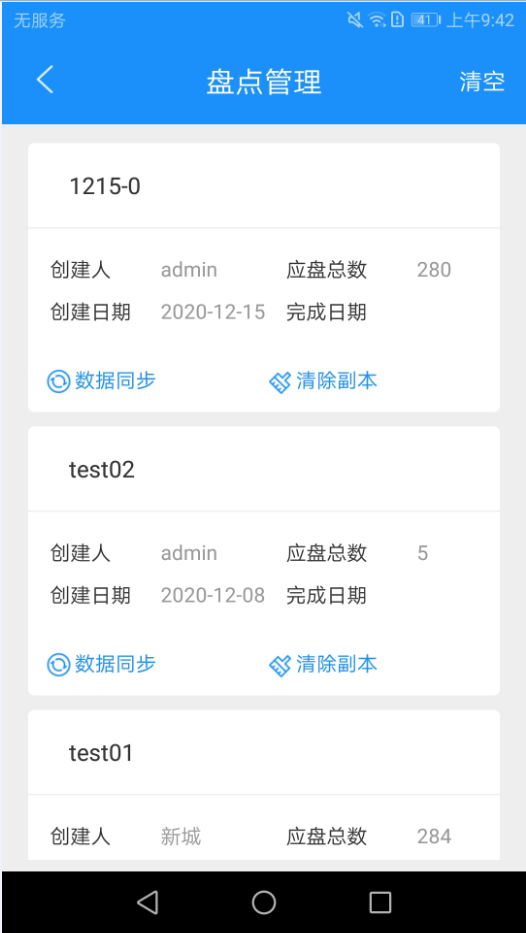 无服务 41 上午9:42
盘点管理 清空
1215-0
创建人 admin 应盘总数 280
创建日期 2020-12-15 完成日期
数据同步 清除副本
test02
创建人 admin 应盘总数 5
创建日期 2020-12-08 完成日期
数据同步 清除副本
test01
创建人 新城 应盘总数 284